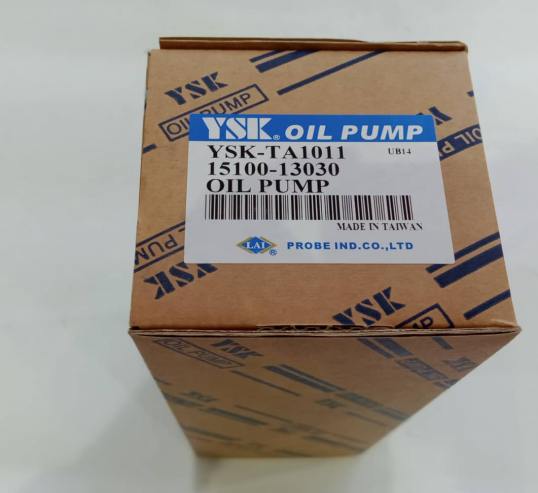 YSK
OIL PUMP
YSK® OIL PUMP
YSK-TA1011 UB14
15100-13030
OIL PUMP
MADE IN TAIWAN
LAI® PROBE IND.CO.,LTD
YSK
YSK
YSK
OIL PUMP